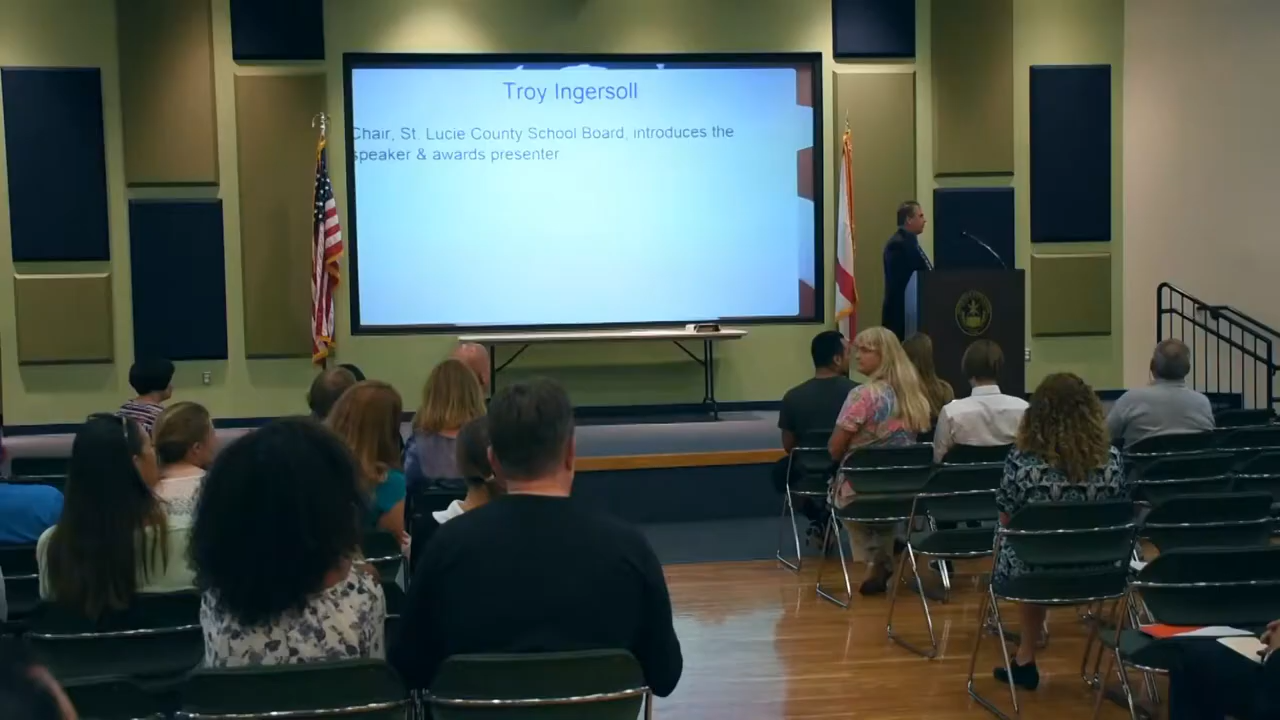 Troy Ingersoll
Chair, St. Lucie County School Board, introduces the
speaker & awards presenter